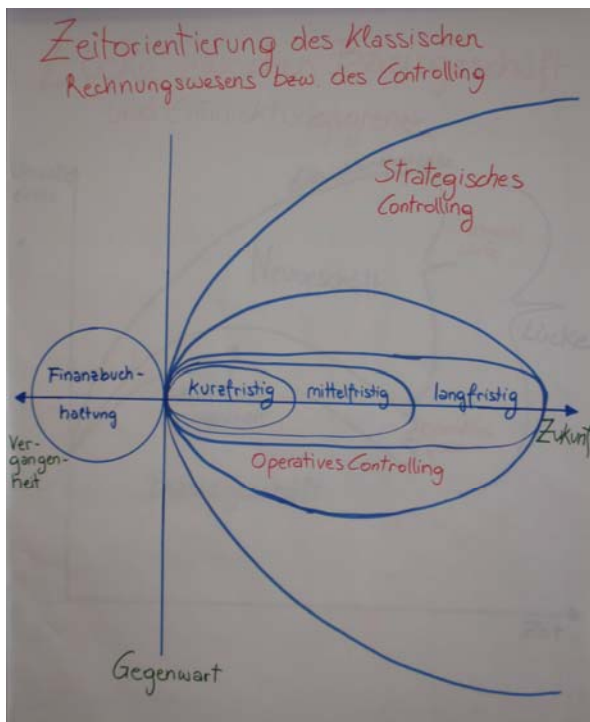 Zeitorientierung des Klassischen
Rechnungswesens bzw des Controlling
Strategisches
Controlling
Finanzbuch-
haltung
kurzfristig
mittelfristig
langfristig
Zukunft
Ver-
gangen-
heit
Operatives Controlling
Gegenwart